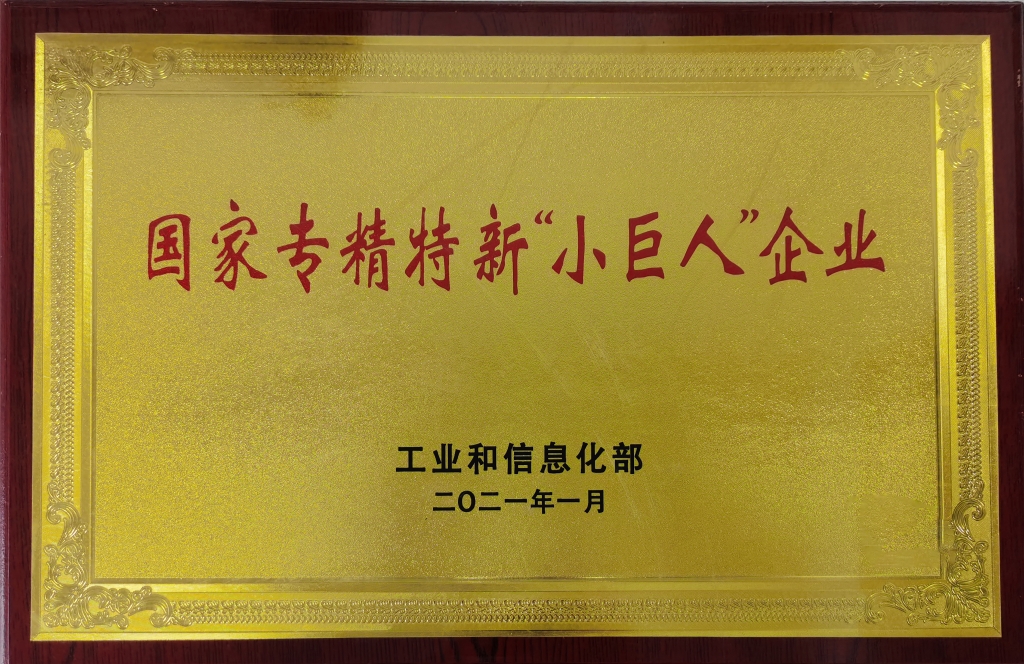 国家专精特新“小巨人”企业
工业和信息化部
二〇二一年一月